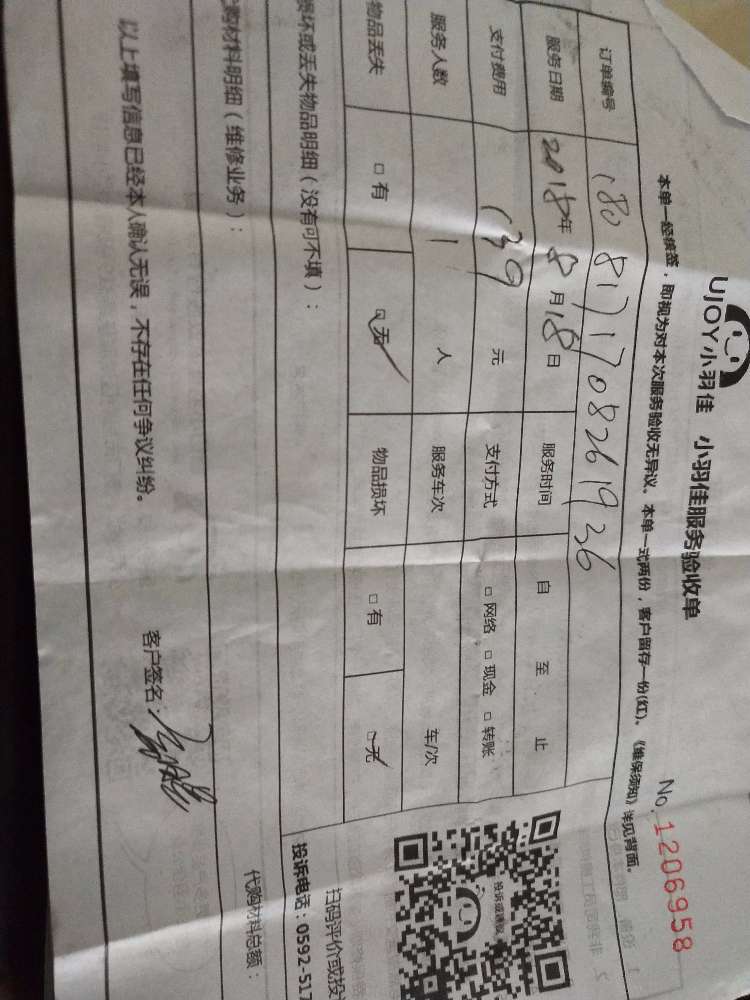 UJOY小羽佳 小羽佳服务验收单
No. 1206958
本单一经续签，即视为对本次服务验收无异议。本单一式两份，客户留存一份(红)。《维保须知》详见背面。
订单编号 1808171708261926
服务日期 2018年8月18日 服务时间 自 至 止
支付费用 139 元 支付方式 □网络 □现金 □转账
服务人数 1 人 服务车次 车/次
物品丢失 □有 □无 物品损坏 □有 □无
损坏或丢失物品明细（没有可不填）：
购材料明细（维修业务）：
代购材料总额：
以上填写信息已经本人确认无误，不存在任何争议纠纷。
客户签名：
投诉或建议
扫码评价或投
投诉电话：0592-517